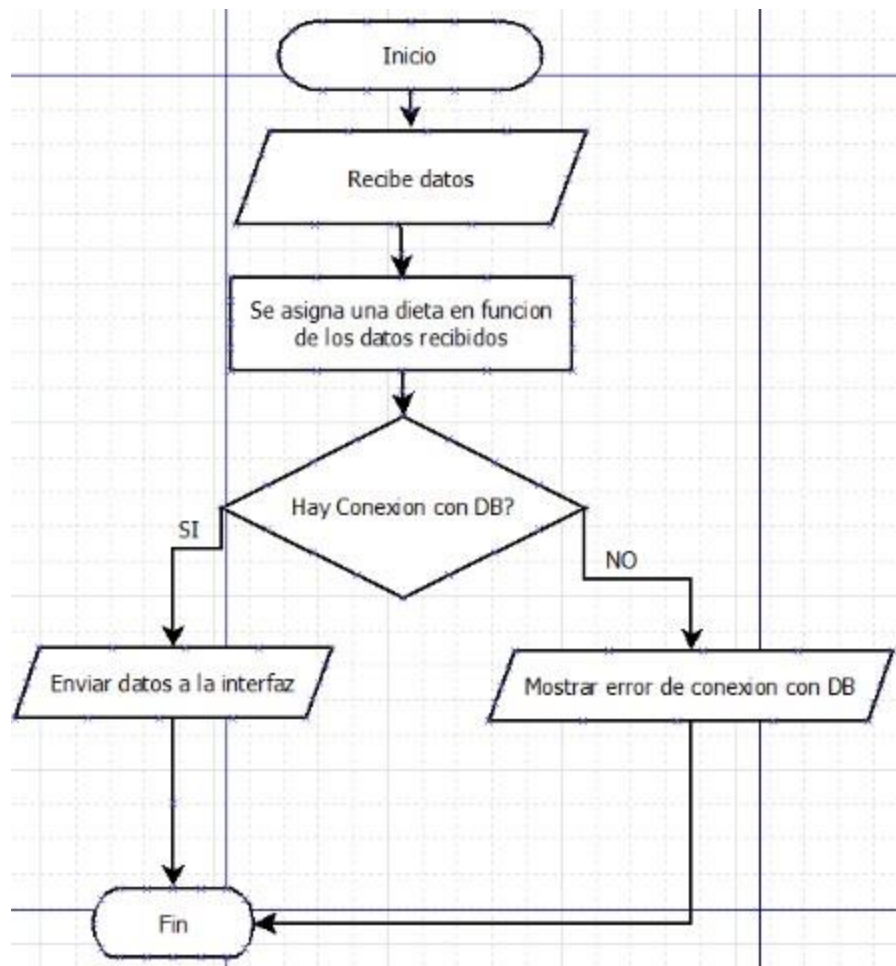 Inicio
Recibe datos
Se asigna una dieta en funcion
de los datos recibidos
Hay Conexion con DB?
SI
NO
Enviar datos a la interfaz
Mostrar error de conexion con DB
Fin